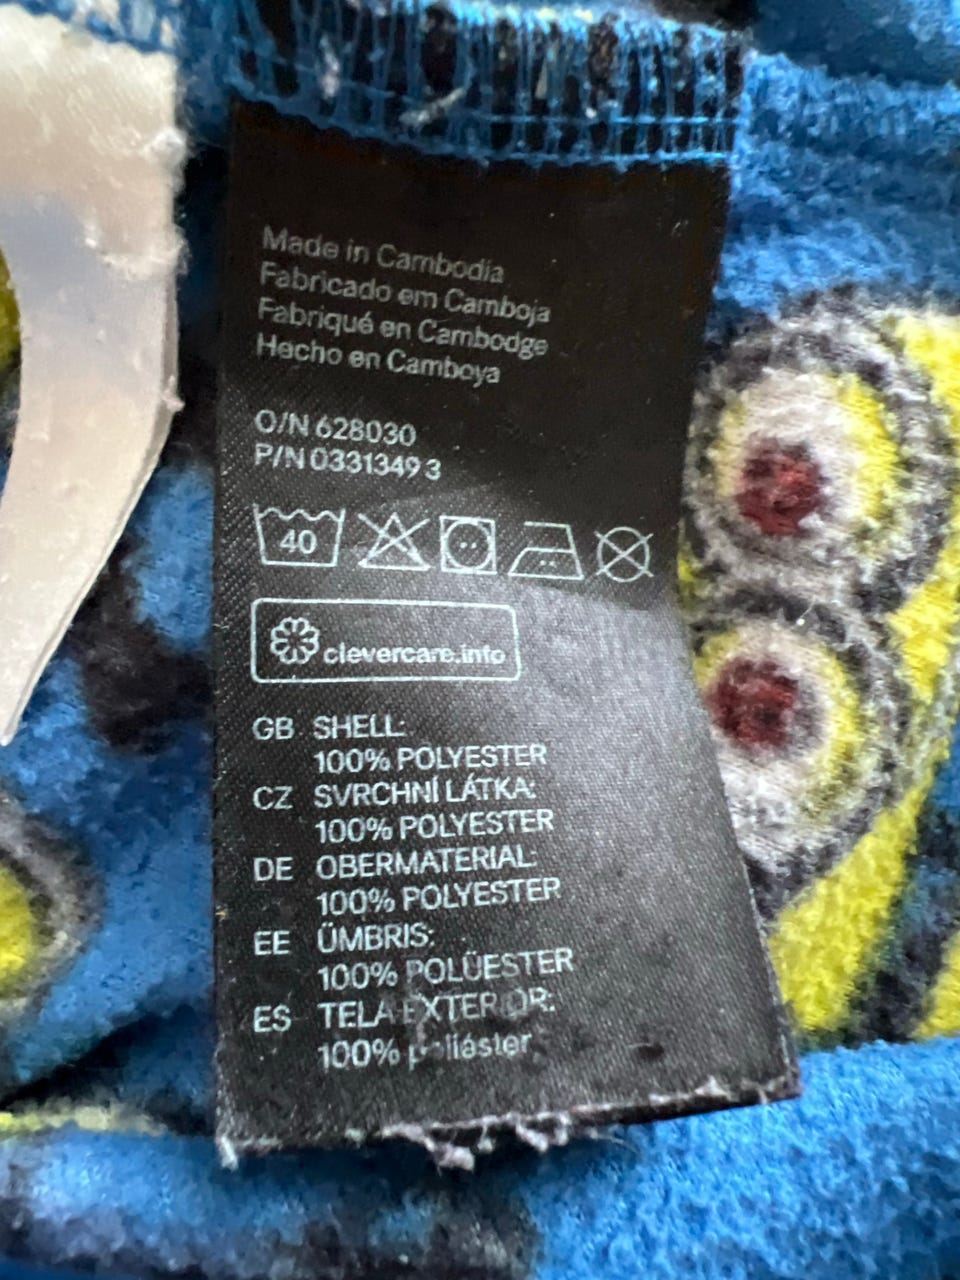 Made in Cambodia
Fabricado em Camboja
Fabriqué en Cambodge
Hecho en Camboya
O/N 628030
P/N 0331349 3
40
clevercare.info
GB SHELL:
100% POLYESTER
CZ SVRCHNÍ LÁTKA:
100% POLYESTER
DE OBERMATERIAL:
100% POLYESTER
EE ÜMBRIS:
100% POLÜESTER
ES TELA EXTERIOR:
100% poliáster